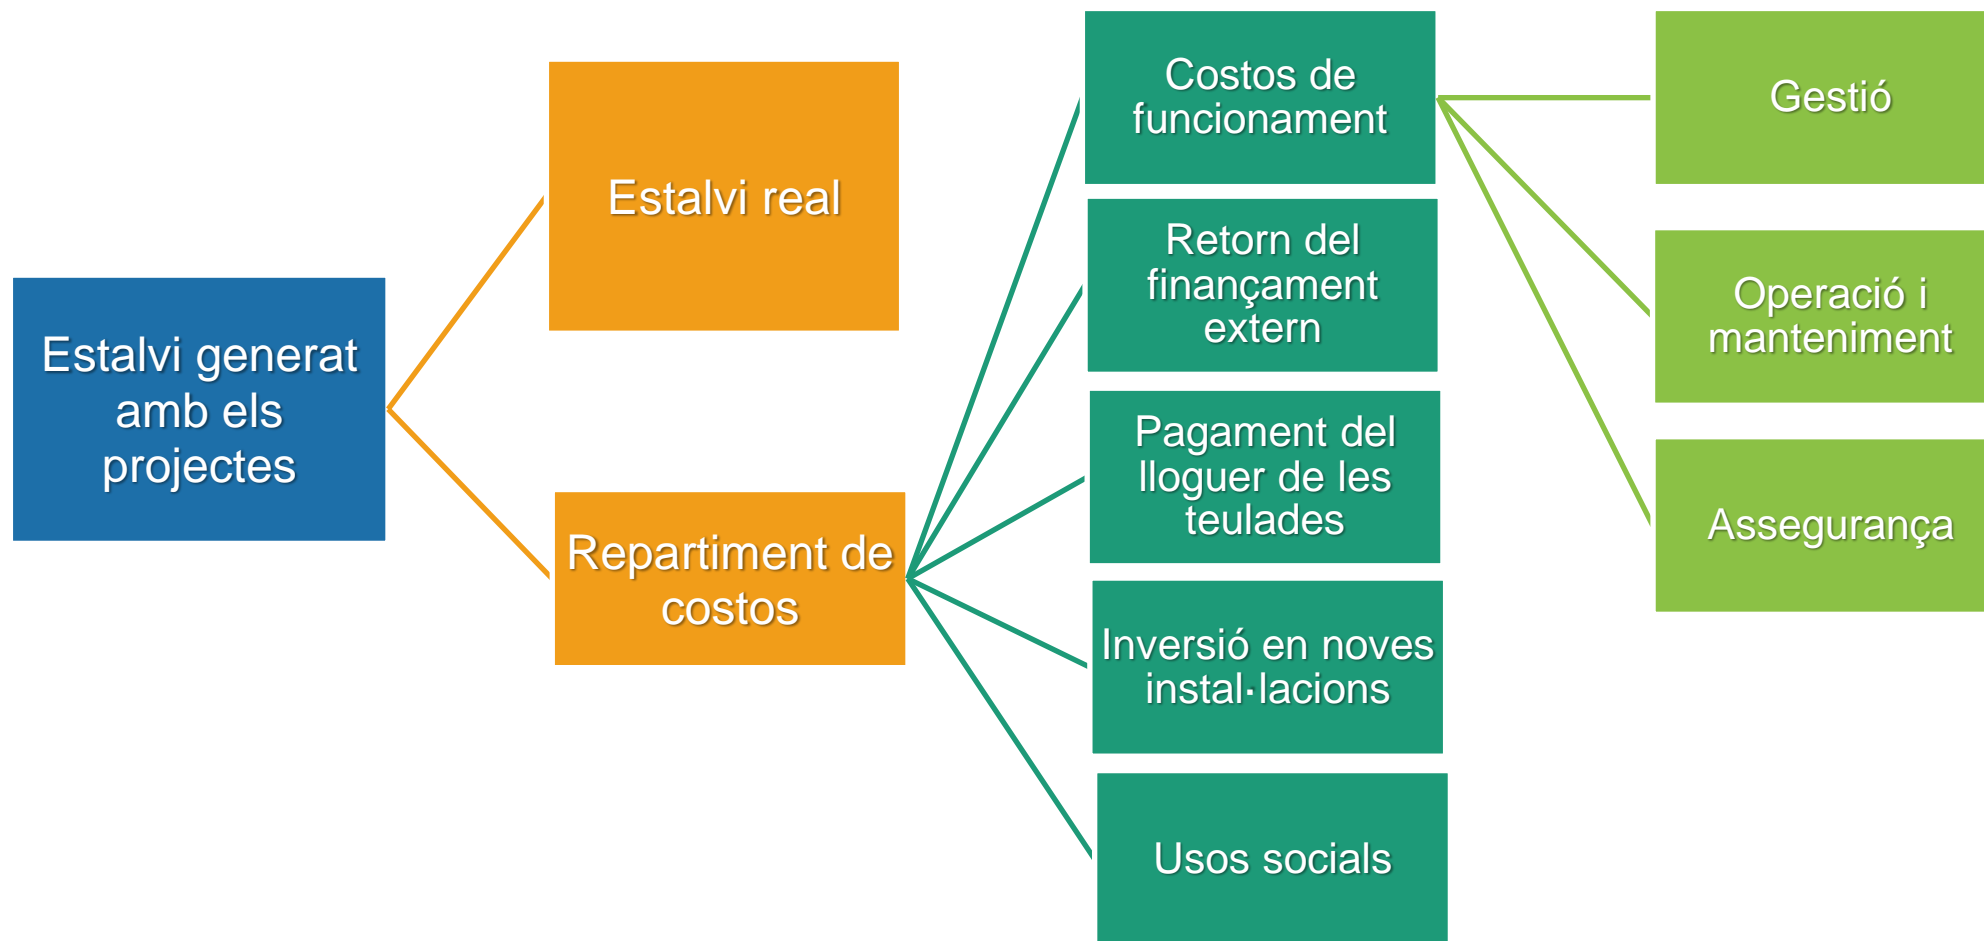 Estalvi generat
amb els
projectes
Estalvi real
Repartiment de
costos
Costos de
funcionament
Retorn del
finançament
extern
Pagament del
lloguer de les
teulades
Inversió en noves
instal·lacions
Usos socials
Gestió
Operació i
manteniment
Assegurança